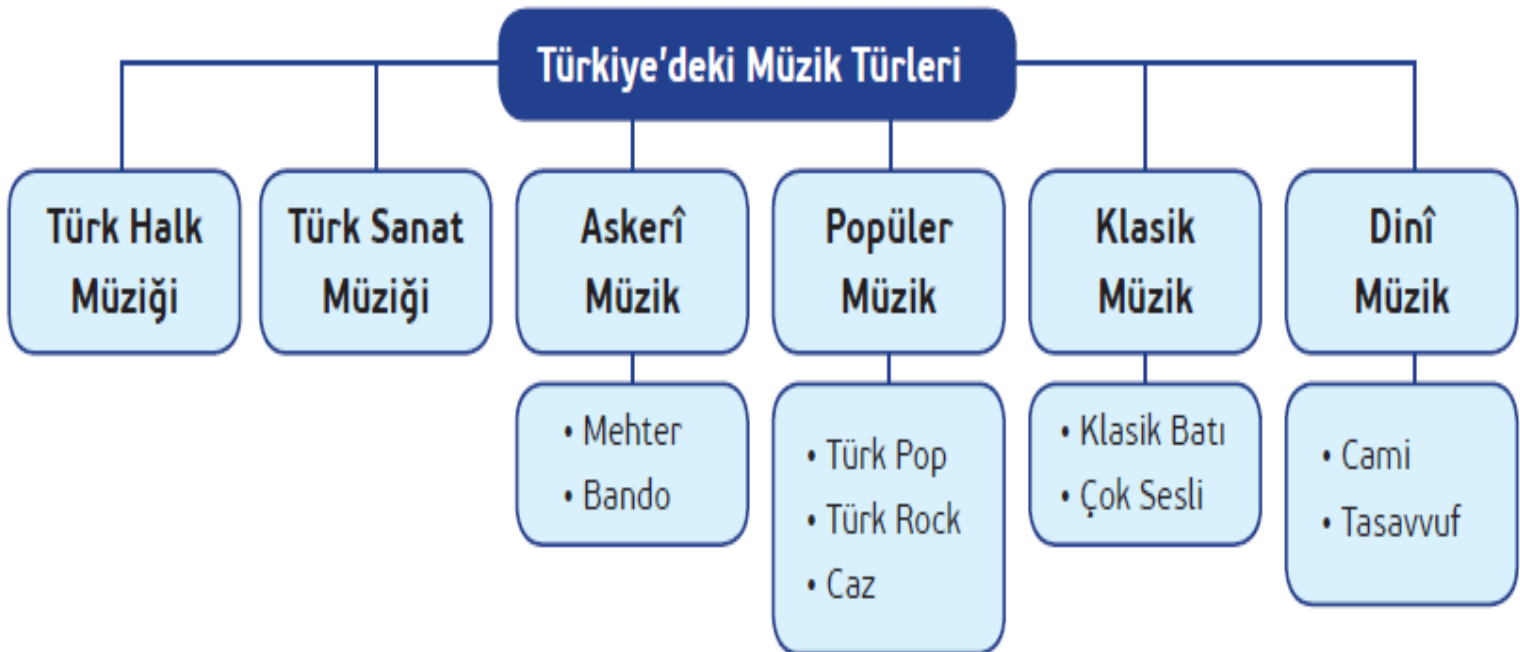 Türkiye'deki Müzik Türleri
Türk Halk
Müziği
Türk Sanat
Müziği
Askerî
Müzik
Popüler
Müzik
Klasik
Müzik
Dinî
Müzik
• Mehter
• Bando
• Türk Pop
• Türk Rock
• Caz
• Klasik Batı
• Çok Sesli
• Cami
• Tasavvuf